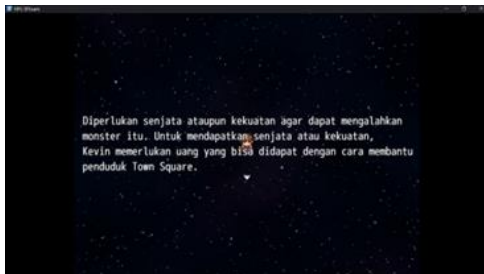 Diperlukan senjata ataupun kekuatan agar dapat mengalahkan
monster itu. Untuk mendapatkan senjata atau kekuatan,
Kevin memerlukan uang yang bisa didapat dengan cara membantu
penduduk Town Square.